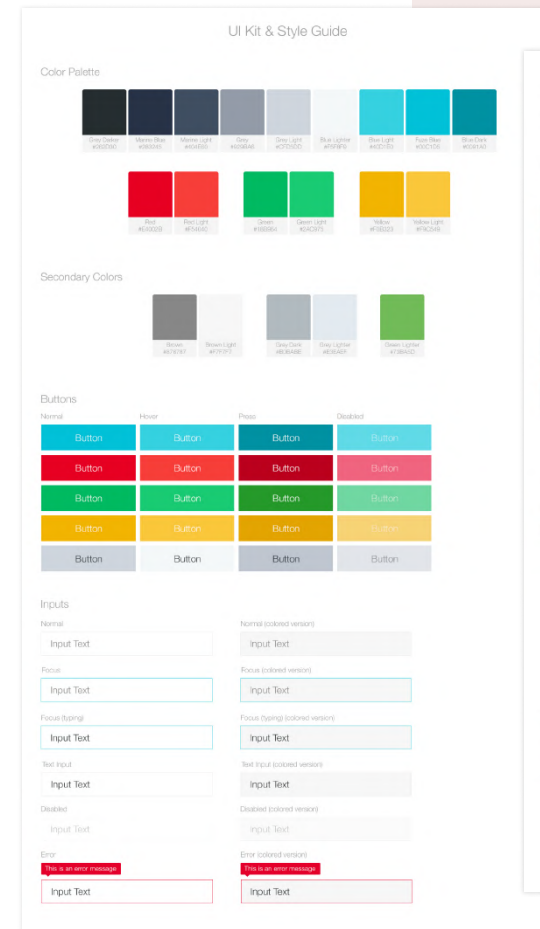 UI Kit & Style Guide
Color Palette
Grey Darker
Marine Blue
Marine Light
Grey
Grey Light
Blue Lighter
Blue Light
Blue
Blue Dark
Red
Red Light
Green
Green Light
Yellow
Yellow Light
Secondary Colors
Brown
Brown Light
#F7F7F7
Grey Dark
Grey Lighter
Green Lighter
Buttons
Normal Hover Press Disabled
Button Button Button Button
Button Button Button Button
Button Button Button Button
Button Button Button Button
Button Button Button Button
Inputs
Normal Normal (colored version)
Input Text Input Text
Focus Focus (colored version)
Input Text Input Text
Focus (typing) Focus (typing) (colored version)
Input Text Input Text
Text Input Text Input (colored version)
Input Text Input Text
Disabled Disabled (colored version)
Input Text Input Text
Error Error (colored version)
This is an error message This is an error message
Input Text Input Text